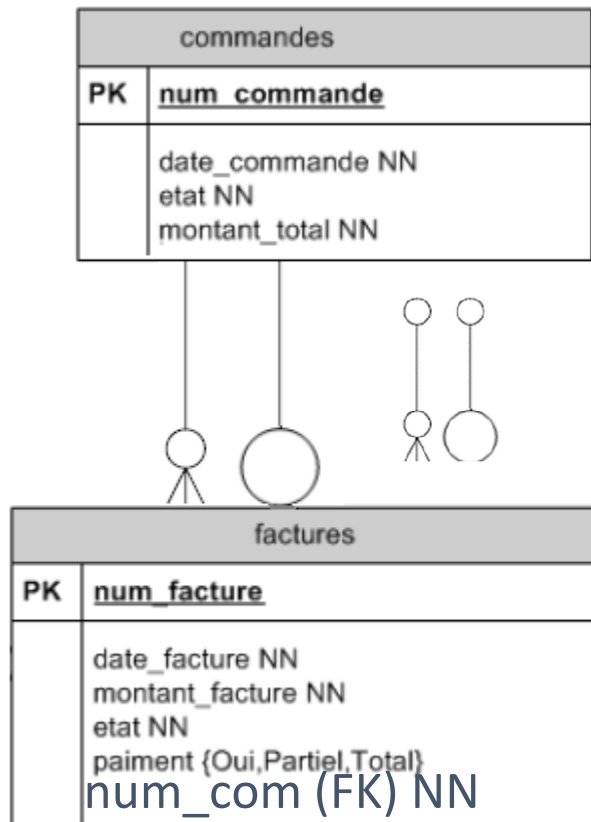 commandes
PK num_commande
date_commande NN
etat NN
montant_total NN
factures
PK num_facture
date_facture NN
montant_facture NN
etat NN
paiment {Oui,Partiel,Total}
num_com (FK) NN